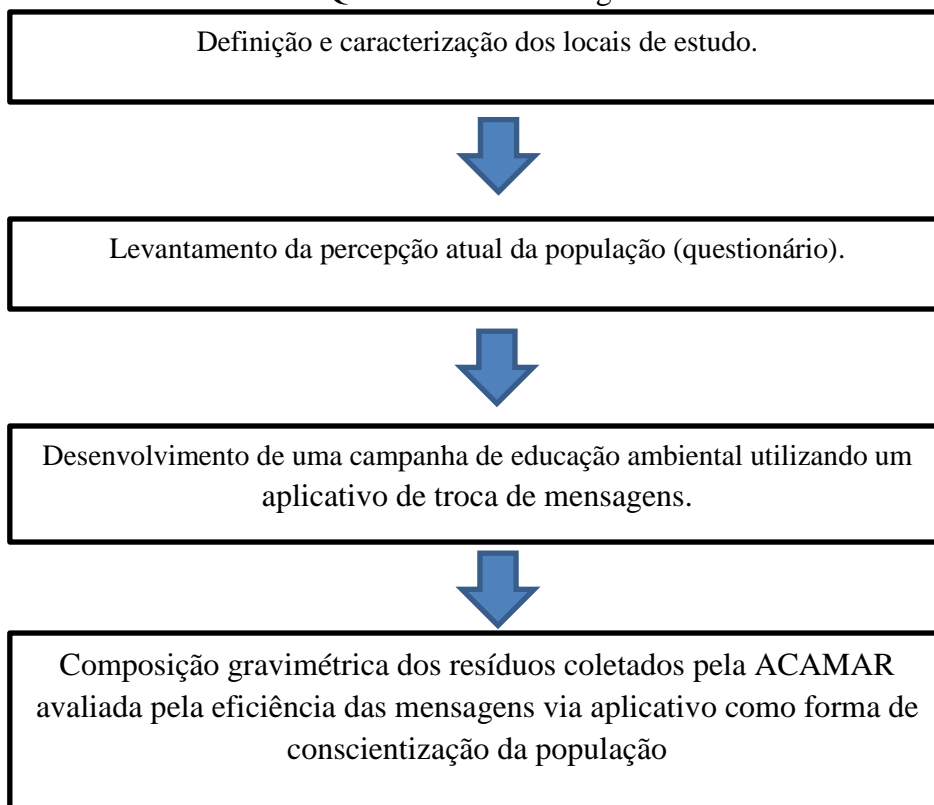 Definição e caracterização dos locais de estudo.
Levantamento da percepção atual da população (questionário).
Desenvolvimento de uma campanha de educação ambiental utilizando um
aplicativo de troca de mensagens.
Composição gravimétrica dos resíduos coletados pela ACAMAR
avaliada pela eficiência das mensagens via aplicativo como forma de
conscientização da população